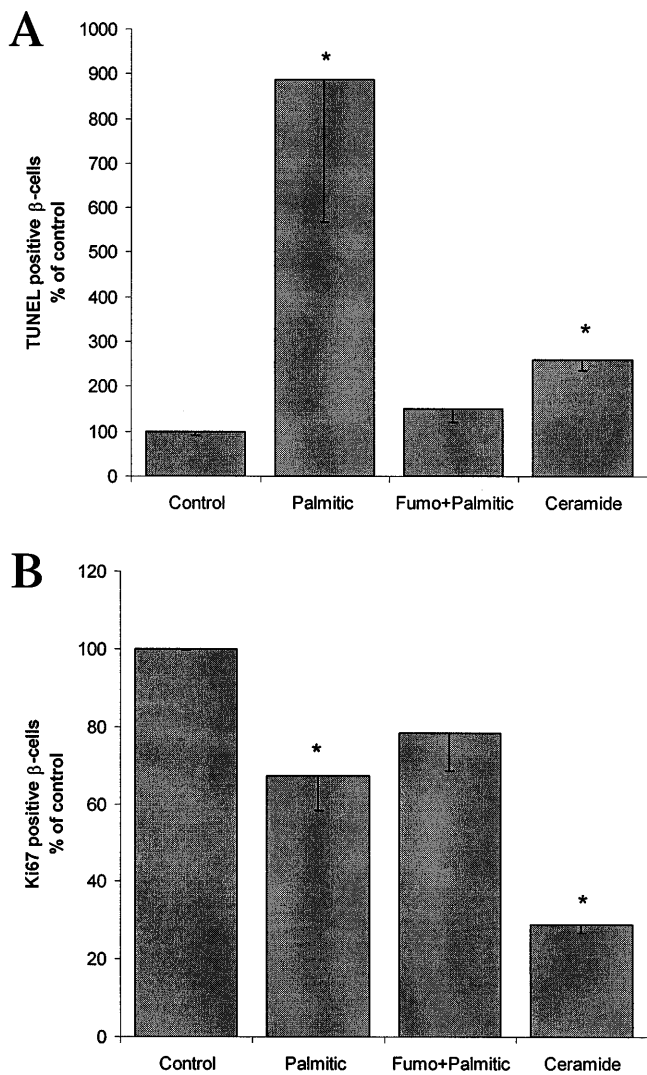 A
1000
900
800
700
600
500
400
300
200
100
0
TUNEL positive β-cells
% of control
*
*
Control
Palmitic
Fumo+Palmitic
Ceramide
B
120
100
80
60
40
20
0
Ki67 positive β-cells
% of control
*
*
Control
Palmitic
Fumo+Palmitic
Ceramide